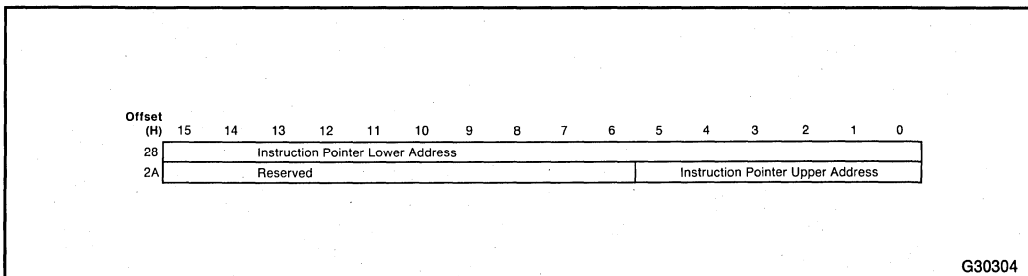 Offset
(H) 15 14 13 12 11 10 9 8 7 6 5 4 3 2 1 0
28 Instruction Pointer Lower Address
2A Reserved Instruction Pointer Upper Address
G30304